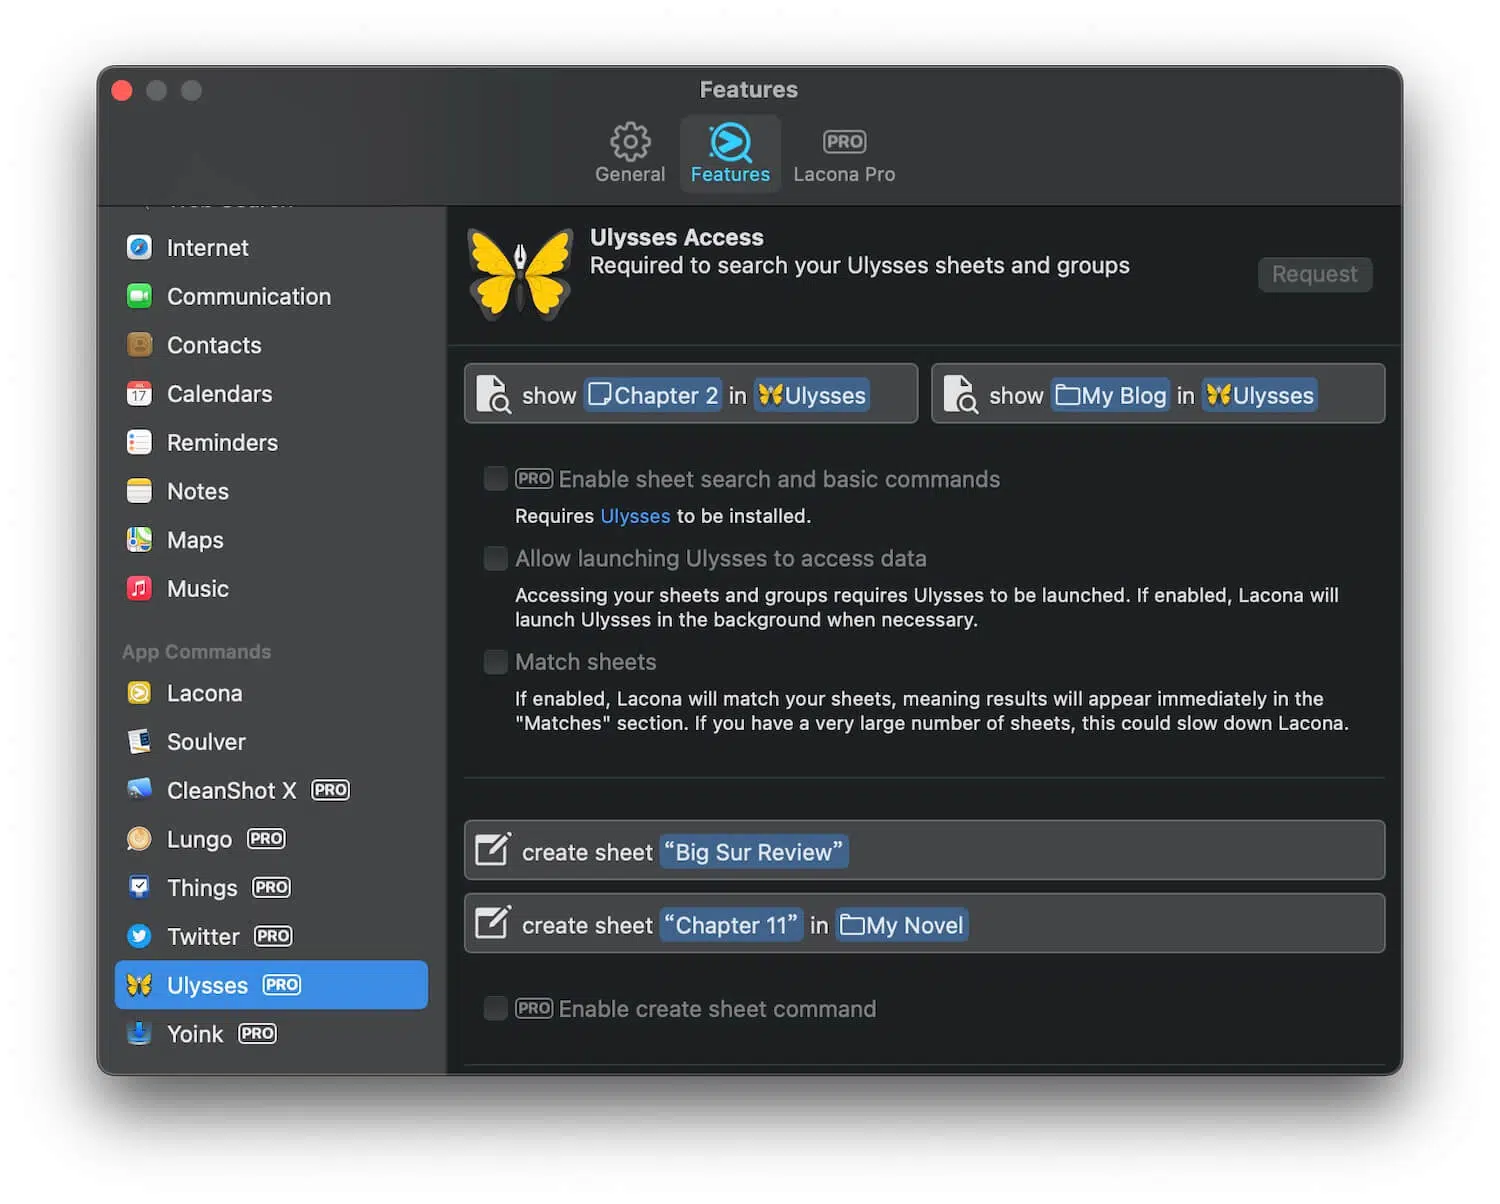 Features
General
Features
PRO
Lacona Pro
Internet
Communication
Contacts
17
Calendars
Reminders
Notes
Maps
Music
App Commands
Lacona
Soulver
CleanShot X PRO
Lungo PRO
Things PRO
Twitter PRO
Ulysses PRO
Yoink PRO
Ulysses Access
Required to search your Ulysses sheets and groups
Request
show Chapter 2 in Ulysses
show My Blog in Ulysses
PRO Enable sheet search and basic commands
Requires Ulysses to be installed.
Allow launching Ulysses to access data
Accessing your sheets and groups requires Ulysses to be launched. If enabled, Lacona will
launch Ulysses in the background when necessary.
Match sheets
If enabled, Lacona will match your sheets, meaning results will appear immediately in the
"Matches" section. If you have a very large number of sheets, this could slow down Lacona.
create sheet “Big Sur Review”
create sheet “Chapter 11” in My Novel
PRO Enable create sheet command